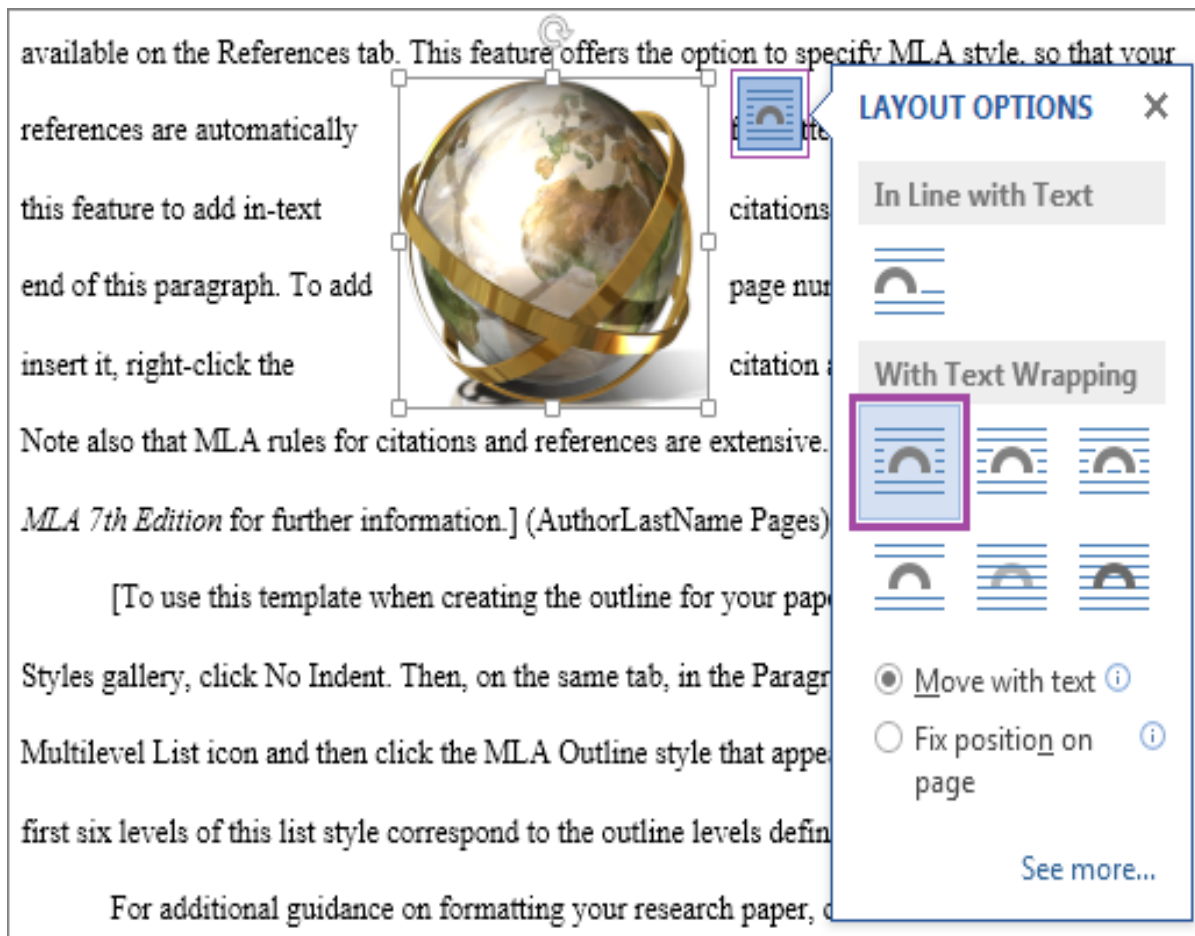 available on the References tab. This feature offers the option to specify MLA style, so that your
references are automatically
this feature to add in-text citations
end of this paragraph. To add page
insert it, right-click the citation
Note also that MLA rules for citations and references are extensive.
MLA 7th Edition for further information.] (AuthorLastName Pages)
[To use this template when creating the outline for your
Styles gallery, click No Indent. Then, on the same tab, in the
Multilevel List icon and then click the MLA Outline style that
first six levels of this list style correspond to the outline levels
For additional guidance on formatting your research paper,
LAYOUT OPTIONS
In Line with Text
With Text Wrapping
Move with text
Fix position on
page
See more...